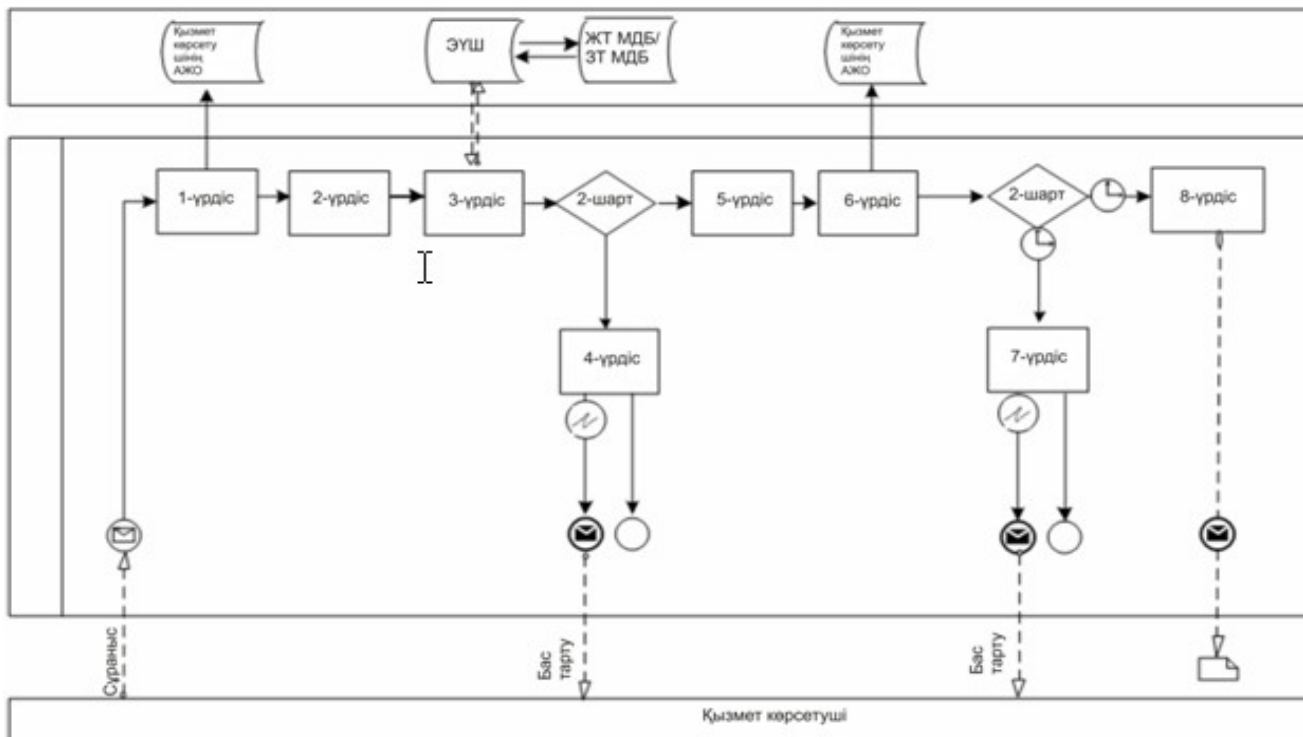 Қызмет
көрсету
шінің
АЖО
ЭҮШ
ЖТ МДБ/
ЗТ МДБ
Қызмет
көрсету
шінің
АЖО
1-үрдіс
2-үрдіс
3-үрдіс
2-шарт
5-үрдіс
6-үрдіс
2-шарт
8-үрдіс
4-үрдіс
7-үрдіс
Сұраныс
Бас
тарту
Бас
тарту
Қызмет көрсетуші